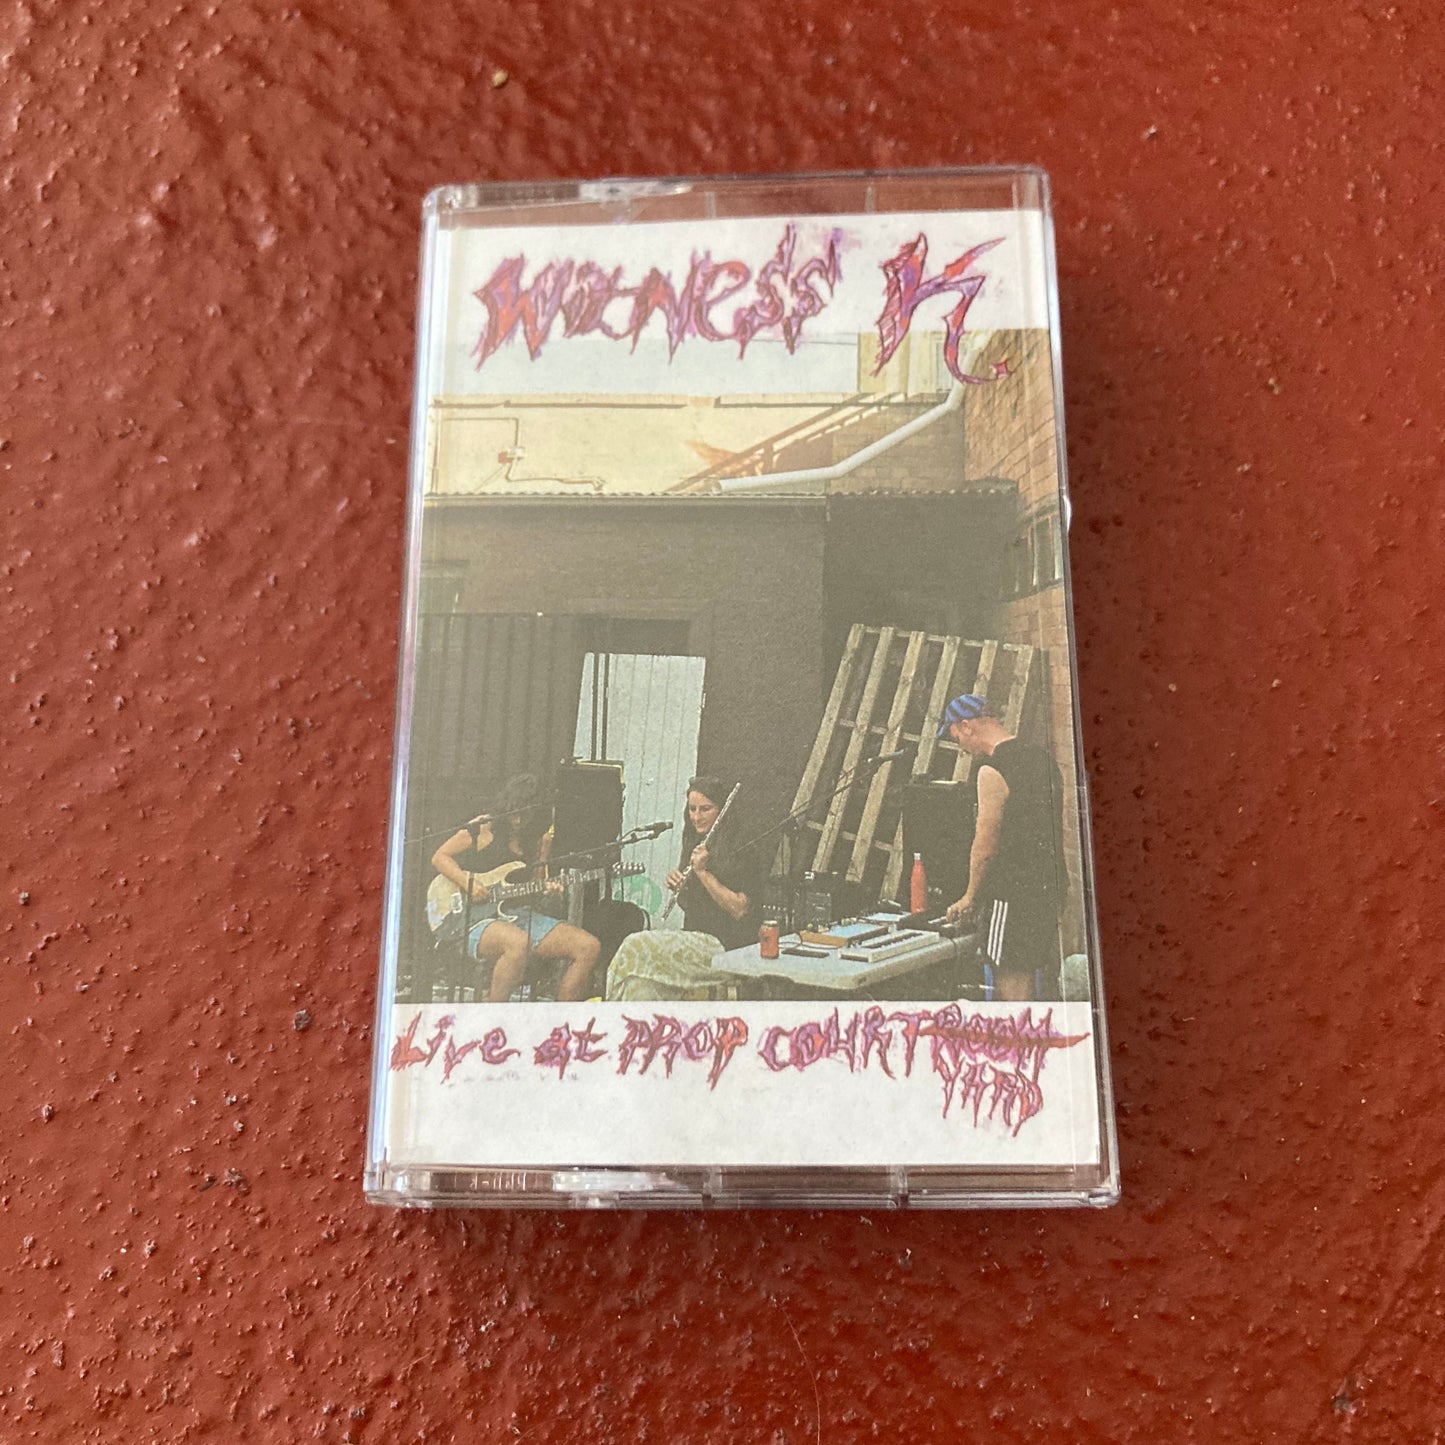 Witness K.
Live at PROP COURTROOM
YARD